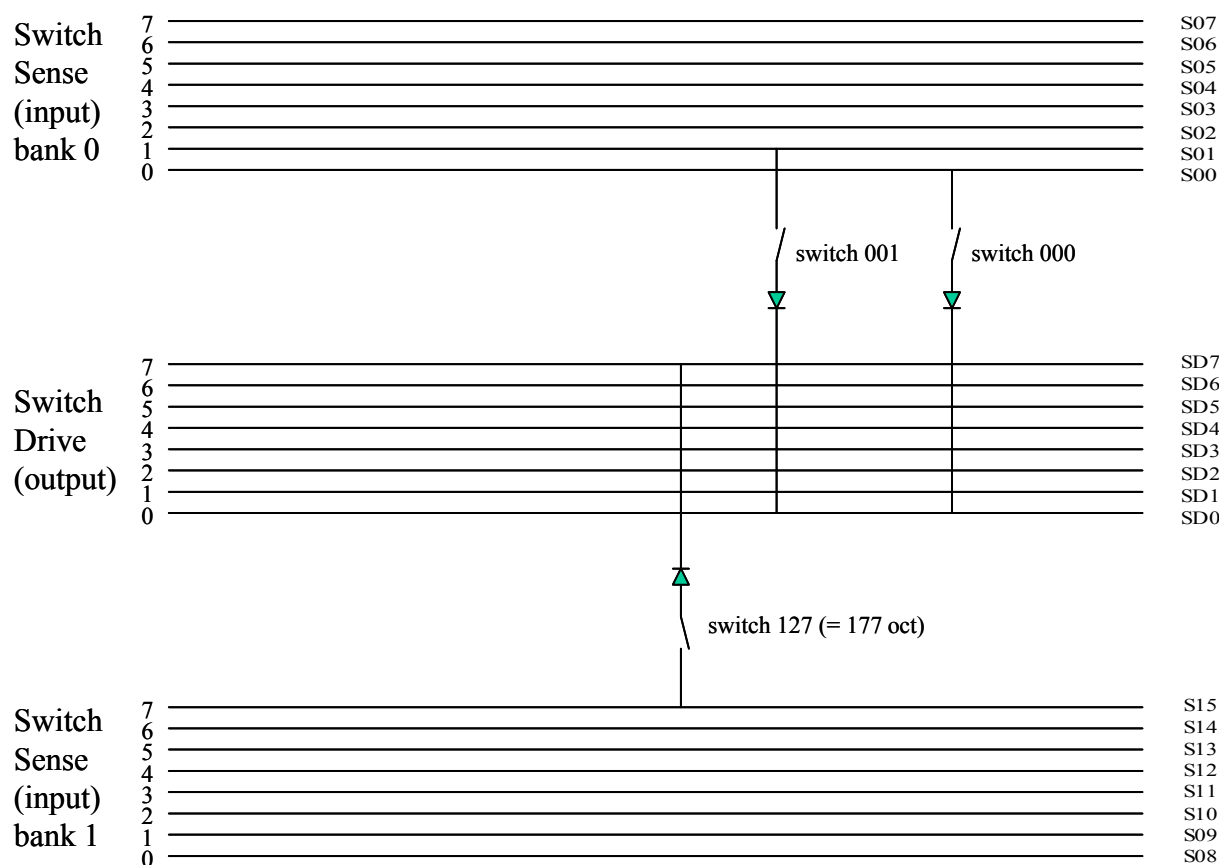 Switch
Sense
(input)
bank 0
7
6
5
4
3
2
1
0
S07
S06
S05
S04
S03
S02
S01
S00
switch 001
switch 000
Switch
Drive
(output)
7
6
5
4
3
2
1
0
SD7
SD6
SD5
SD4
SD3
SD2
SD1
SD0
switch 127 (= 177 oct)
Switch
Sense
(input)
bank 1
7
6
5
4
3
2
1
0
S15
S14
S13
S12
S11
S10
S09
S08